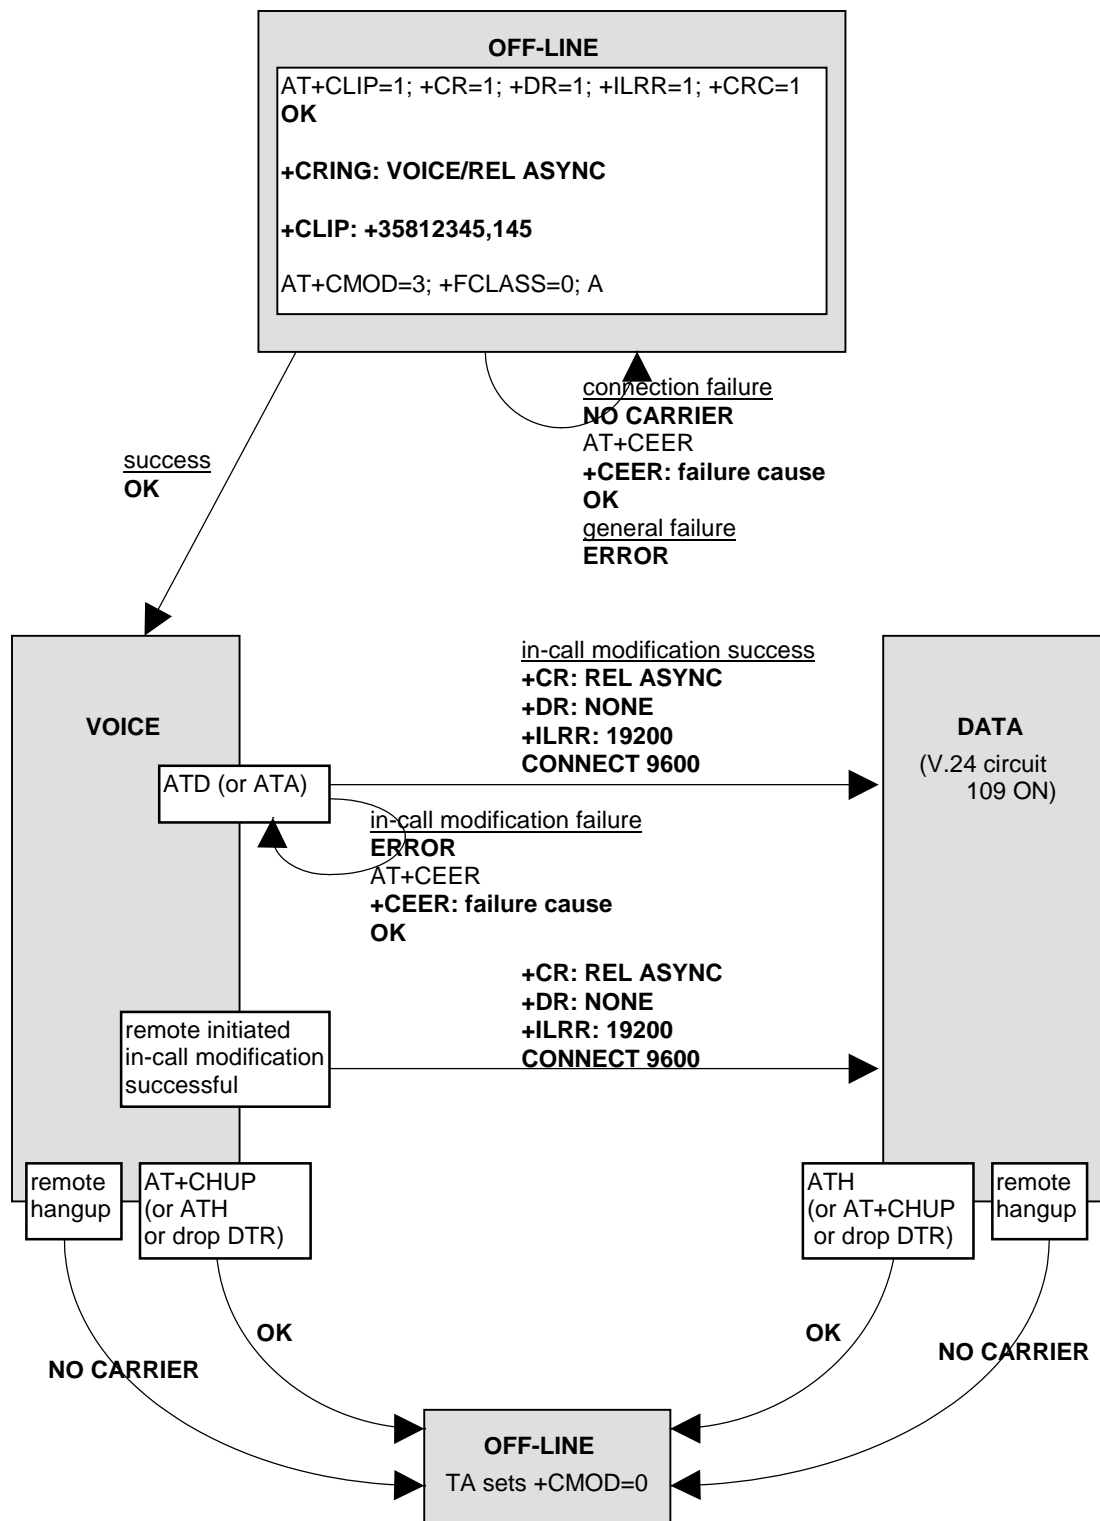 OFF-LINE
AT+CLIP=1; +CR=1; +DR=1; +ILRR=1; +CRC=1
OK
+CRING: VOICE/REL ASYNC
+CLIP: +35812345,145
AT+CMOD=3; +FCLASS=0; A
connection failure
NO CARRIER
AT+CEER
+CEER: failure cause
OK
general failure
ERROR
success
OK
VOICE
in-call modification success
+CR: REL ASYNC
+DR: NONE
+ILRR: 19200
CONNECT 9600
DATA
(V.24 circuit
109 ON)
ATD (or ATA)
in-call modification failure
ERROR
AT+CEER
+CEER: failure cause
OK
+CR: REL ASYNC
+DR: NONE
+ILRR: 19200
CONNECT 9600
remote initiated
in-call modification
successful
remote
hangup
AT+CHUP
(or ATH
or drop DTR)
ATH
(or AT+CHUP
or drop DTR)
remote
hangup
OK
NO CARRIER
OK
NO CARRIER
OFF-LINE
TA sets +CMOD=0